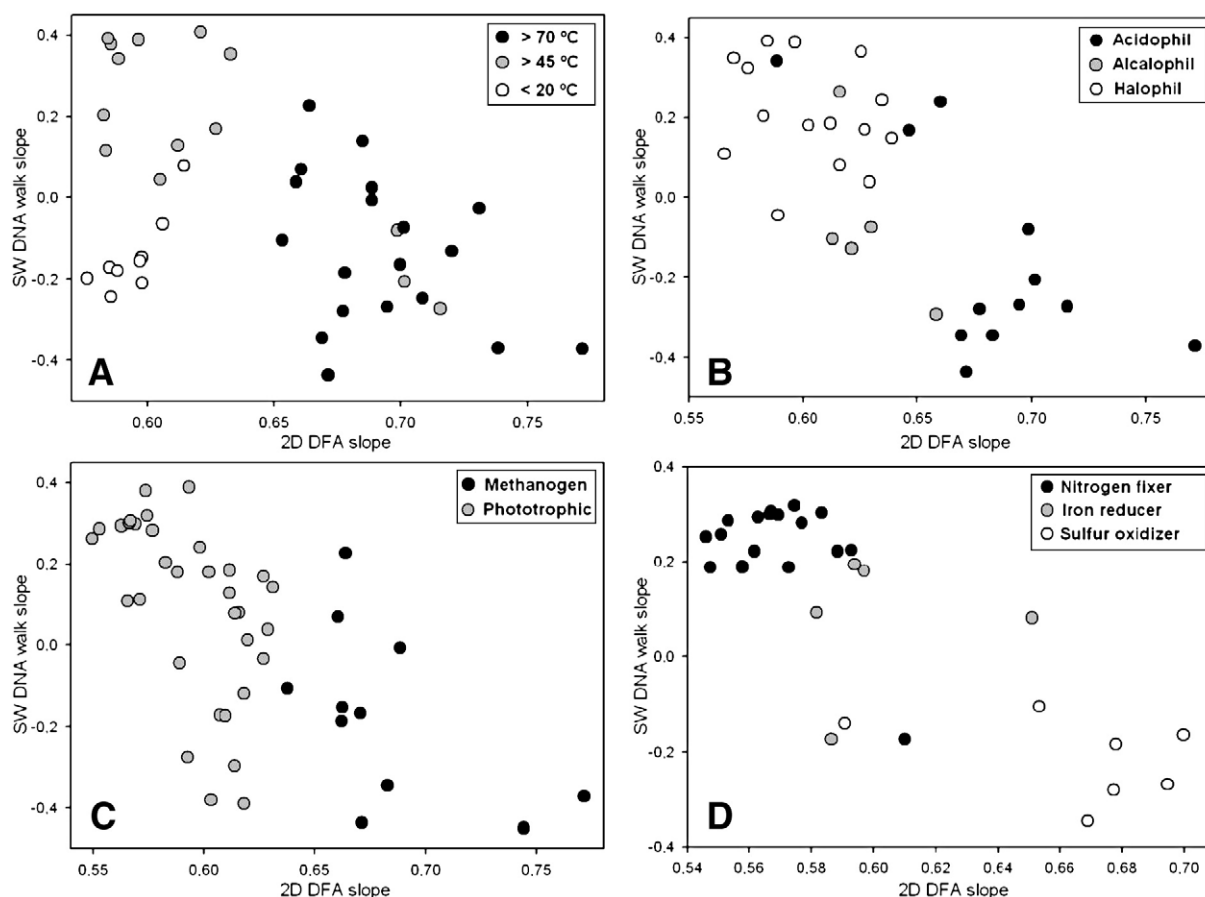 > 70 ºC
> 45 ºC
< 20 ºC
0.4
0.2
0.0
-0.2
-0.4
SW DNA walk slope
A
0.60
0.65
0.70
0.75
2D DFA slope
Acidophil
Alcalophil
Halophil
0.4
0.2
0.0
-0.2
-0.4
SW DNA walk slope
B
0.55
0.60
0.65
0.70
0.75
2D DFA slope
Methanogen
Phototrophic
0.4
0.2
0.0
-0.2
-0.4
SW DNA walk slope
C
0.55
0.60
0.65
0.70
0.75
2D DFA slope
Nitrogen fixer
Iron reducer
Sulfur oxidizer
0.4
0.2
0.0
-0.2
-0.4
SW DNA walk slope
D
0.54
0.56
0.58
0.60
0.62
0.64
0.66
0.68
0.70
2D DFA slope